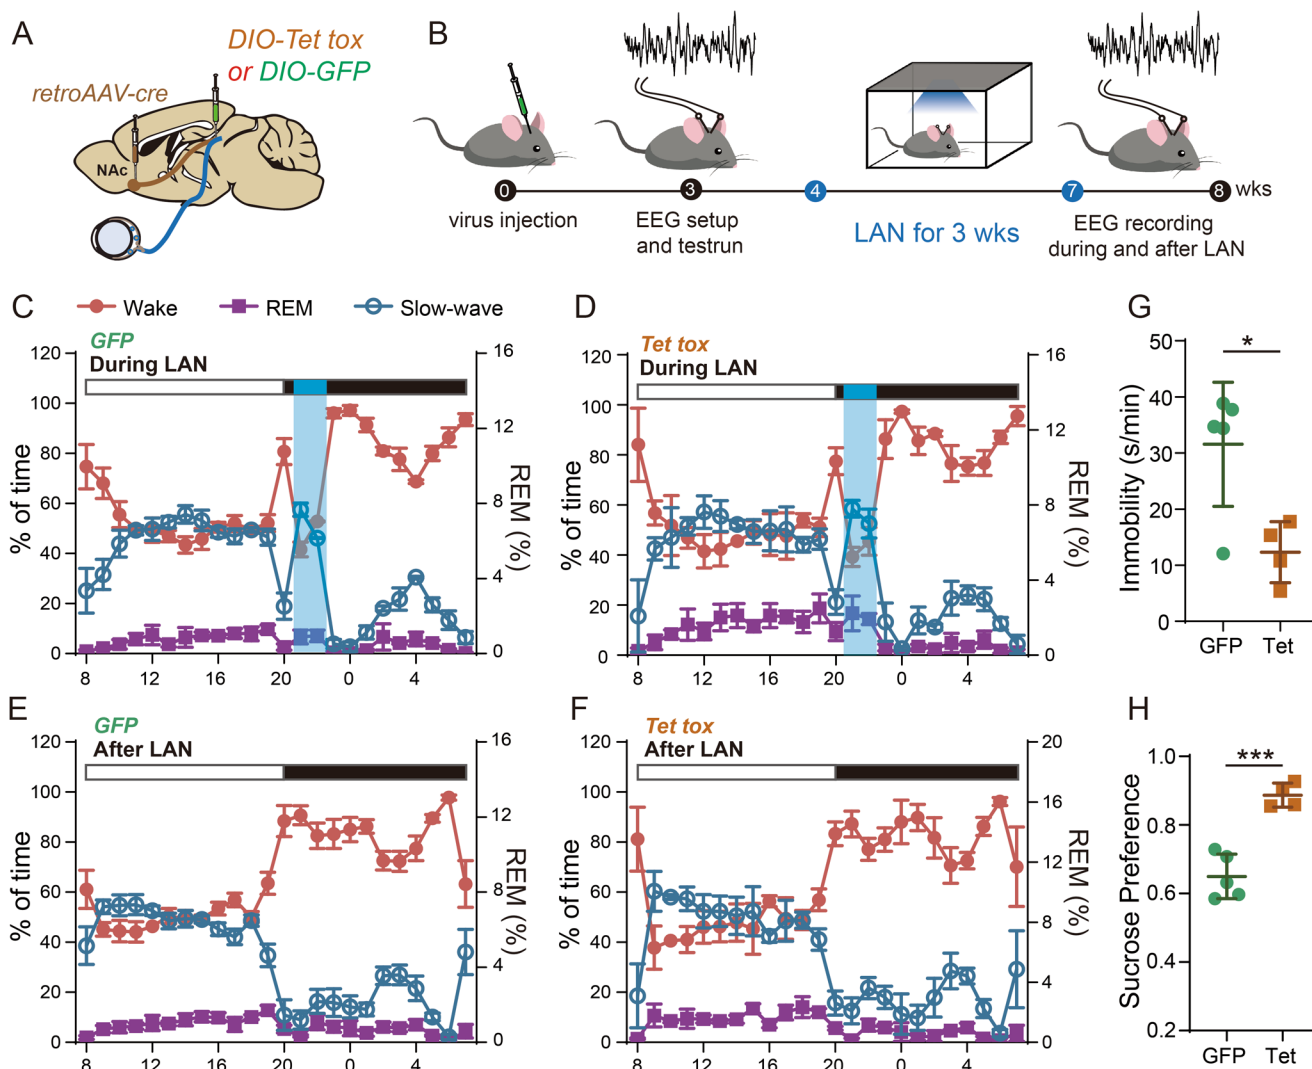 A
DIO-Tet tox
or DIO-GFP
retroAAV-cre
NAc
B
0
3
4
7
8
wks
virus injection
EEG setup
and testrun
LAN for 3 wks
EEG recording
during and after LAN
C
Wake
REM
Slow-wave
GFP
During LAN
% of time
120
100
80
60
40
20
0
REM (%)
16
12
8
4
0
8
12
16
20
0
4
D
Tet tox
During LAN
% of time
120
100
80
60
40
20
0
REM (%)
16
12
8
4
0
8
12
16
20
0
4
G
Immobility (s/min)
50
40
30
20
10
0
*
GFP
Tet
E
GFP
After LAN
% of time
120
100
80
60
40
20
0
REM (%)
16
12
8
4
0
8
12
16
20
0
4
F
Tet tox
After LAN
% of time
120
100
80
60
40
20
0
REM (%)
20
16
12
8
4
0
8
12
16
20
0
4
H
Sucrose Preference
1.0
0.8
0.6
0.4
0.2
***
GFP
Tet